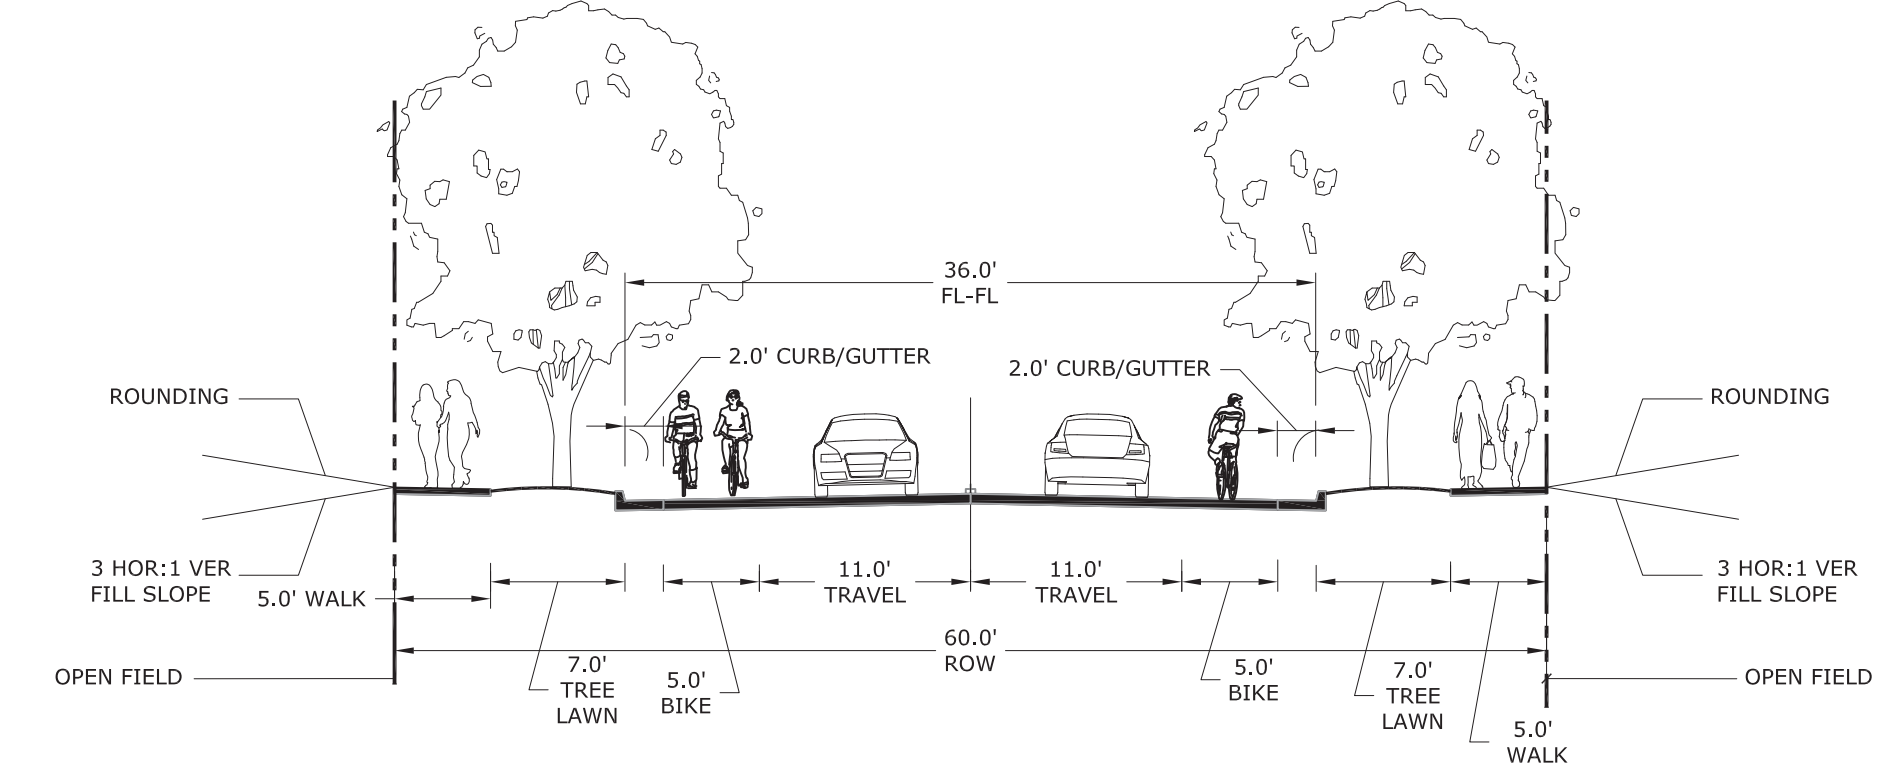 36.0'
FL-FL
2.0' CURB/GUTTER
2.0' CURB/GUTTER
ROUNDING
ROUNDING
3 HOR:1 VER
FILL SLOPE
5.0' WALK
11.0'
TRAVEL
11.0'
TRAVEL
3 HOR:1 VER
FILL SLOPE
60.0'
ROW
OPEN FIELD
7.0'
TREE
LAWN
5.0'
BIKE
5.0'
BIKE
7.0'
TREE
LAWN
OPEN FIELD
5.0'
WALK